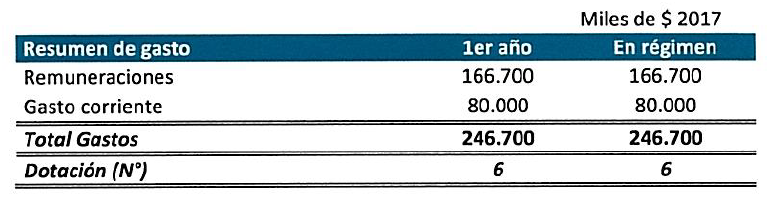 Miles de $ 2017
Resumen de gasto 1er año En régimen
Remuneraciones 166.700 166.700
Gasto corriente 80.000 80.000
Total Gastos 246.700 246.700
Dotación (N°) 6 6